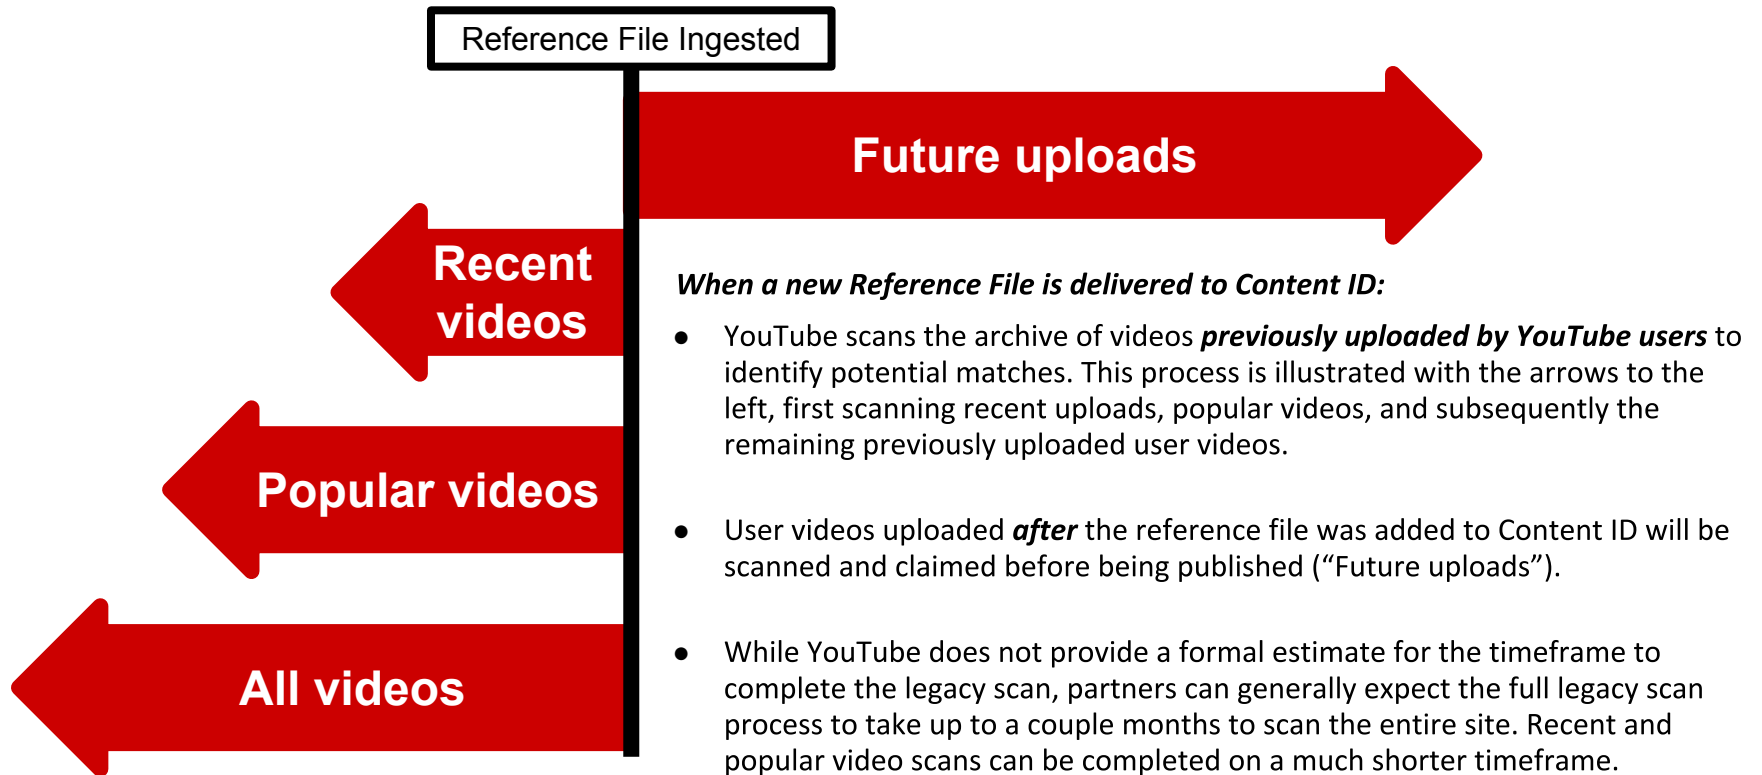 Reference File Ingested
Future uploads
Recent
videos
Popular videos
All videos
When a new Reference File is delivered to Content ID:
● YouTube scans the archive of videos previously uploaded by YouTube users to
identify potential matches. This process is illustrated with the arrows to the
left, first scanning recent uploads, popular videos, and subsequently the
remaining previously uploaded user videos.
● User videos uploaded after the reference file was added to Content ID will be
scanned and claimed before being published (“Future uploads”).
● While YouTube does not provide a formal estimate for the timeframe to
complete the legacy scan, partners can generally expect the full legacy scan
process to take up to a couple months to scan the entire site. Recent and
popular video scans can be completed on a much shorter timeframe.